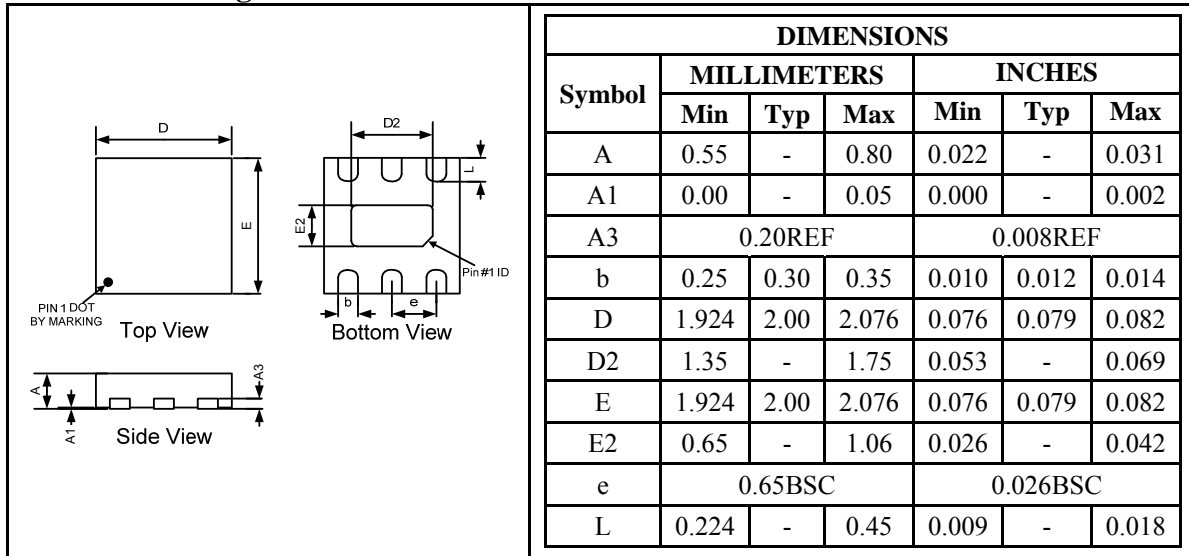 D
E
PIN 1 DOT
BY MARKING
Top View
D2
L
E2
Pin #1 ID
b
e
Bottom View
A
A1
A3
Side View
DIMENSIONS
Symbol MILLIMETERS INCHES
Min Typ Max Min Typ Max
A 0.55 - 0.80 0.022 - 0.031
A1 0.00 - 0.05 0.000 - 0.002
A3 0.20REF 0.008REF
b 0.25 0.30 0.35 0.010 0.012 0.014
D 1.924 2.00 2.076 0.076 0.079 0.082
D2 1.35 - 1.75 0.053 - 0.069
E 1.924 2.00 2.076 0.076 0.079 0.082
E2 0.65 - 1.06 0.026 - 0.042
e 0.65BSC 0.026BSC
L 0.224 - 0.45 0.009 - 0.018